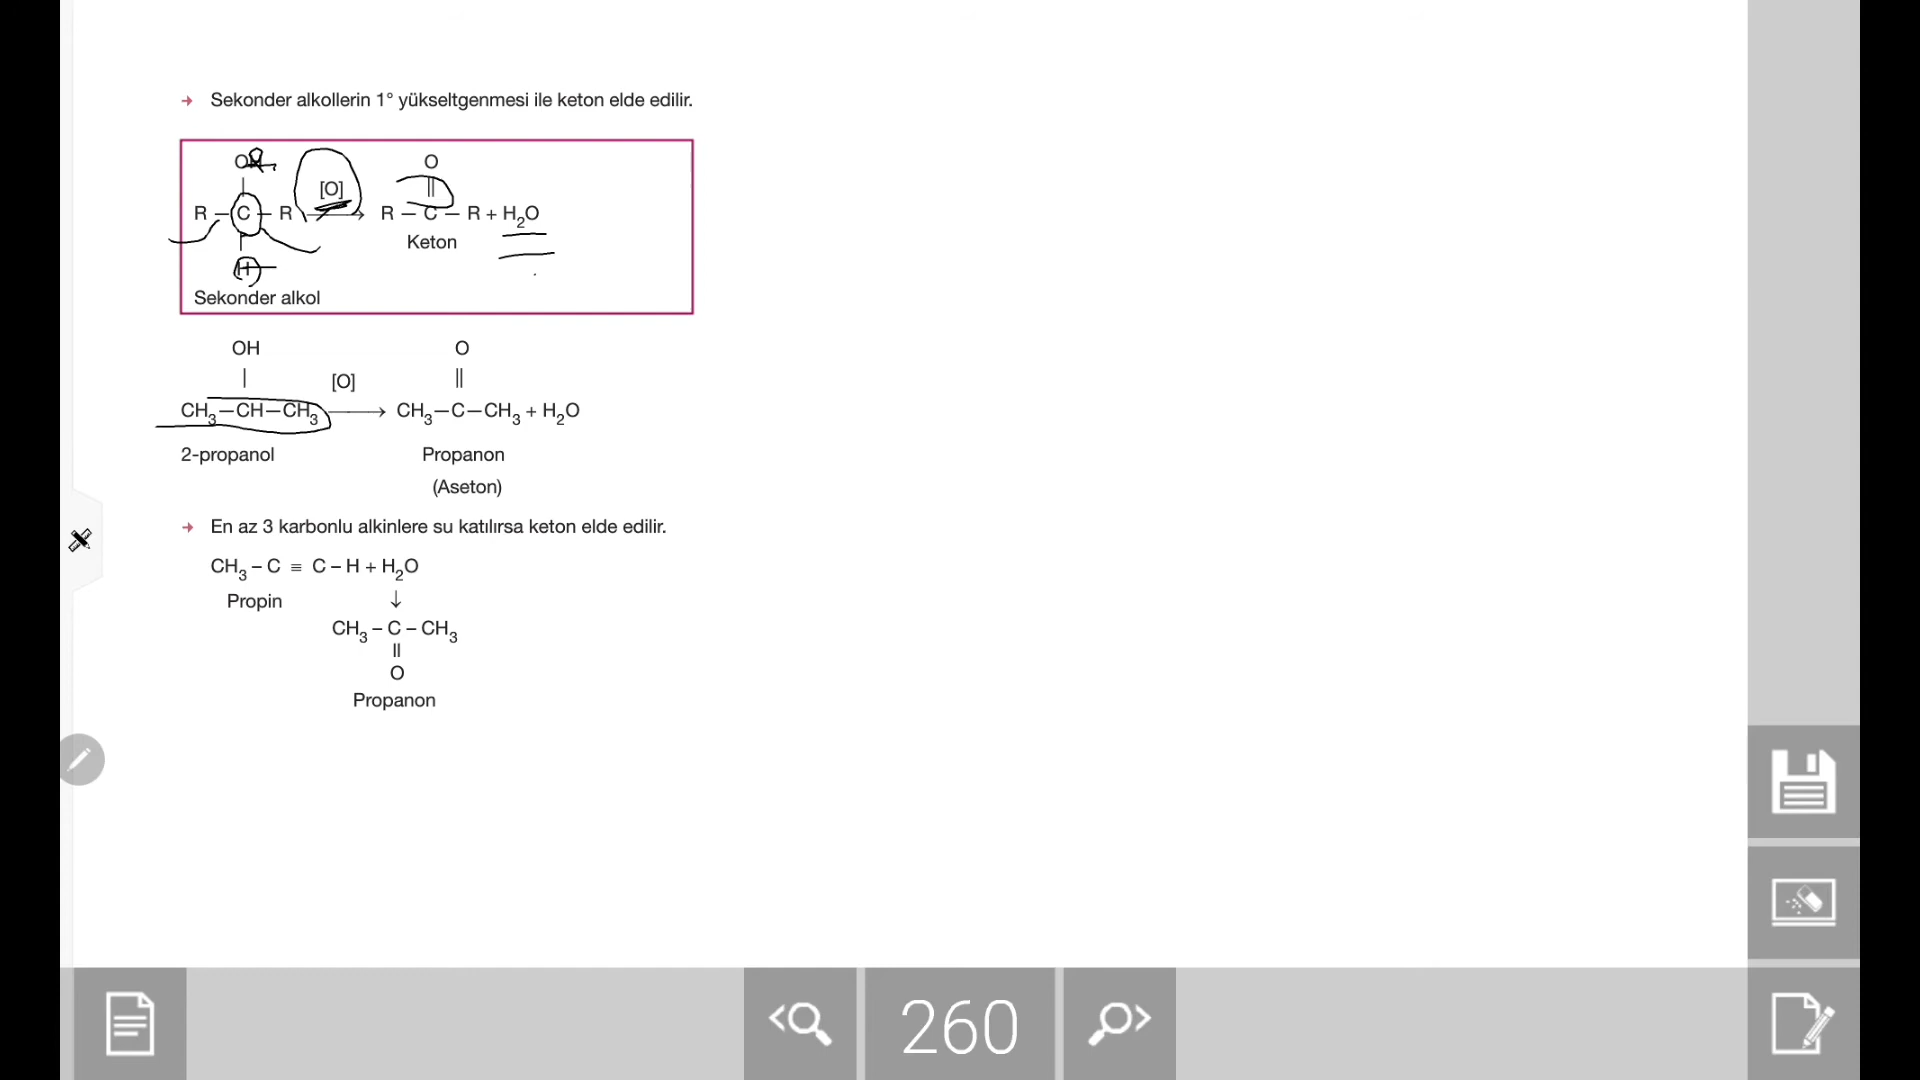 → Sekonder alkollerin 1° yükseltgenmesi ile keton elde edilir.
OH O
| [O] ||
R – C – R ⟶ R – C – R + H₂O
| Keton
H
Sekonder alkol
OH O
| [O] ||
CH₃–CH–CH₃ ⟶ CH₃–C–CH₃ + H₂O
2-propanol Propanon
(Aseton)
→ En az 3 karbonlu alkinlere su katılırsa keton elde edilir.
CH₃ – C ≡ C – H + H₂O
Propin ↓
CH₃ – C – CH₃
||
O
Propanon
260